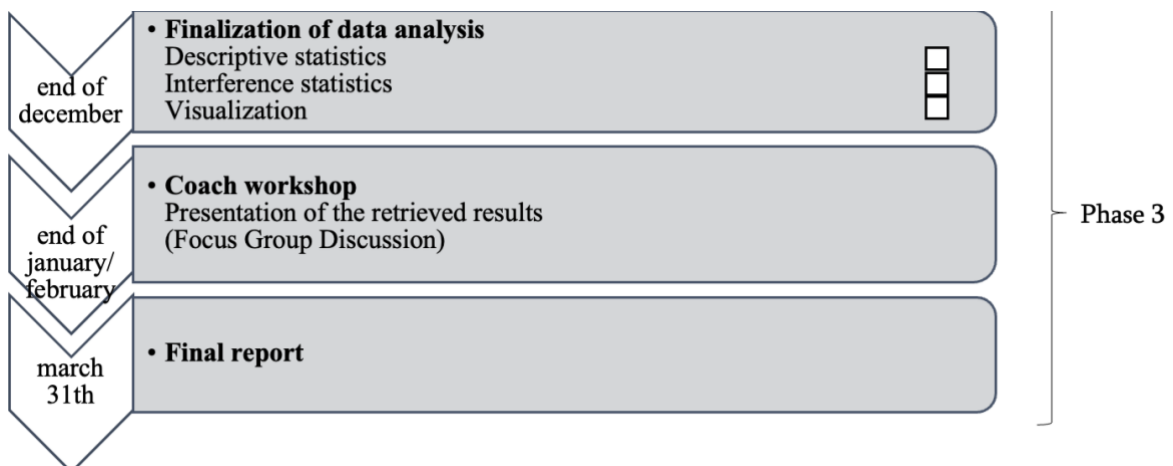 end of
december
• Finalization of data analysis
Descriptive statistics
Interference statistics
Visualization
end of
january/
february
• Coach workshop
Presentation of the retrieved results
(Focus Group Discussion)
march
31th
• Final report
Phase 3